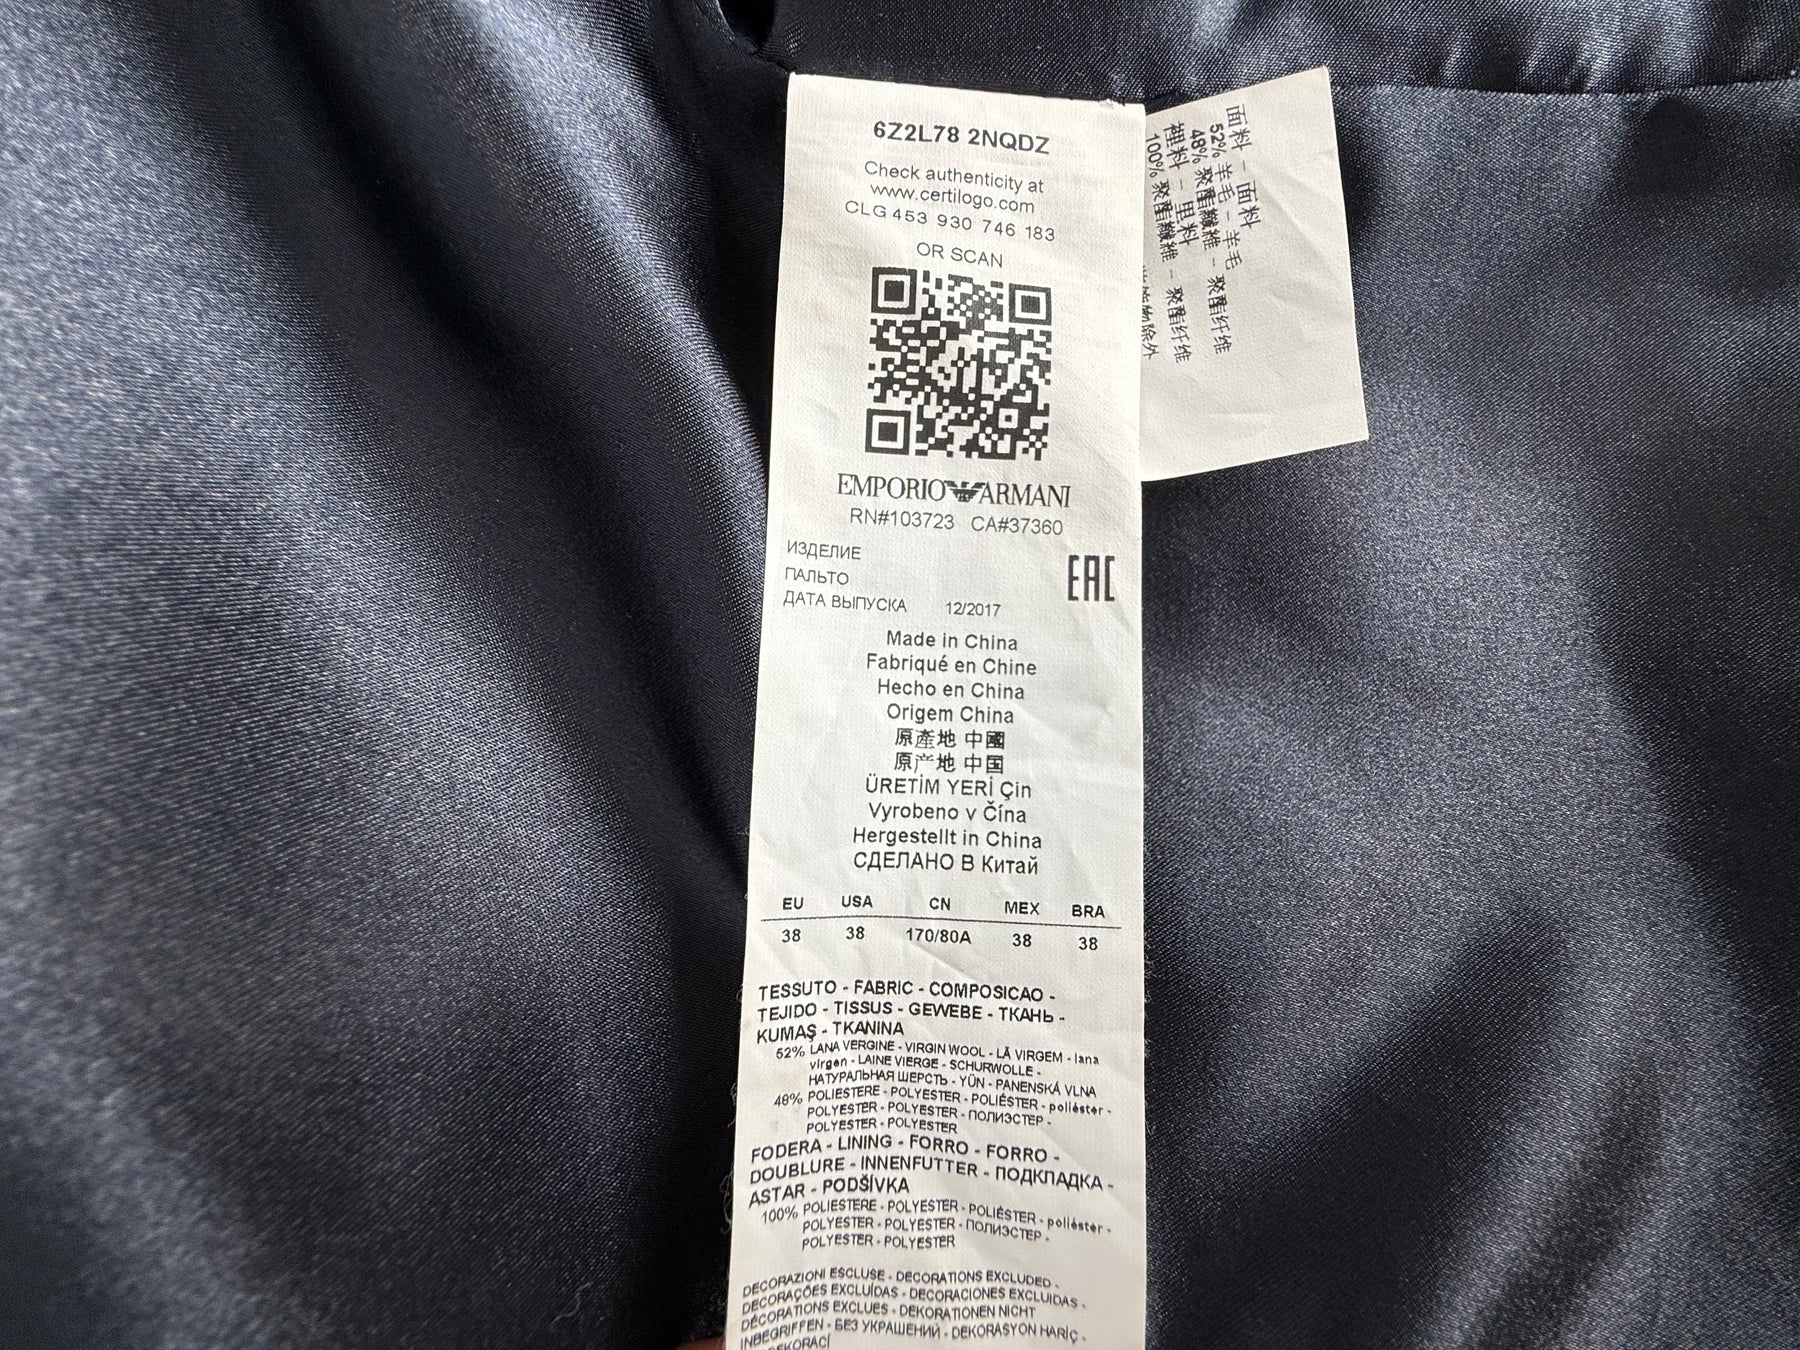 6Z2L78 2NQDZ
Check authenticity at
www.certilogo.com
CLG 453 930 746 183
OR SCAN
EMPORIO ARMANI
RN#103723 CA#37360
ИЗДЕЛИЕ
ПАЛЬТО
ДАТА ВЫПУСКА 12/2017
EAC
Made in China
Fabriqué en Chine
Hecho en China
Origem China
原產地 中國
原产地 中国
ÜRETİM YERİ Çin
Vyrobeno v Čína
Hergestellt in China
СДЕЛАНО В Китай
EU USA CN MEX BRA
38 38 170/80A 38 38
TESSUTO - FABRIC - COMPOSICAO -
TEJIDO - TISSUS - GEWEBE - ТКАНЬ -
KUMAŞ - TKANINA
52% LANA VERGINE - VIRGIN WOOL - LÃ VIRGEM - lana
virgen - LAINE VIERGE - SCHURWOLLE -
НАТУРАЛЬНАЯ ШЕРСТЬ - YÜN - PANENSKÁ VLNA
48% POLIESTERE - POLYESTER - POLIÉSTER - poliéster -
POLYESTER - POLYESTER - ПОЛИЭСТЕР -
POLYESTER - POLYESTER
FODERA - LINING - FORRO - FORRO -
DOUBLURE - INNENFUTTER - ПОДКЛАДКА -
ASTAR - PODŠÍVKA
100% POLIESTERE - POLYESTER - POLIÉSTER - poliéster -
POLYESTER - POLYESTER - ПОЛИЭСТЕР -
POLYESTER - POLYESTER
DECORAZIONI ESCLUSE - DECORATIONS EXCLUDED -
DECORAÇÕES EXCLUÍDAS - DECORACIONES EXCLUIDAS -
DÉCORATIONS EXCLUES - DEKORATIONEN NICHT
INBEGRIFFEN - БЕЗ УКРАШЕНИЙ - DEKORASYON HARİÇ -
面料 - 面料
52% 羊毛 - 羊毛
48% 聚酯纖維 - 聚酯纤维
裡料 - 里料
100% 聚酯纖維 - 聚酯纤维
除外